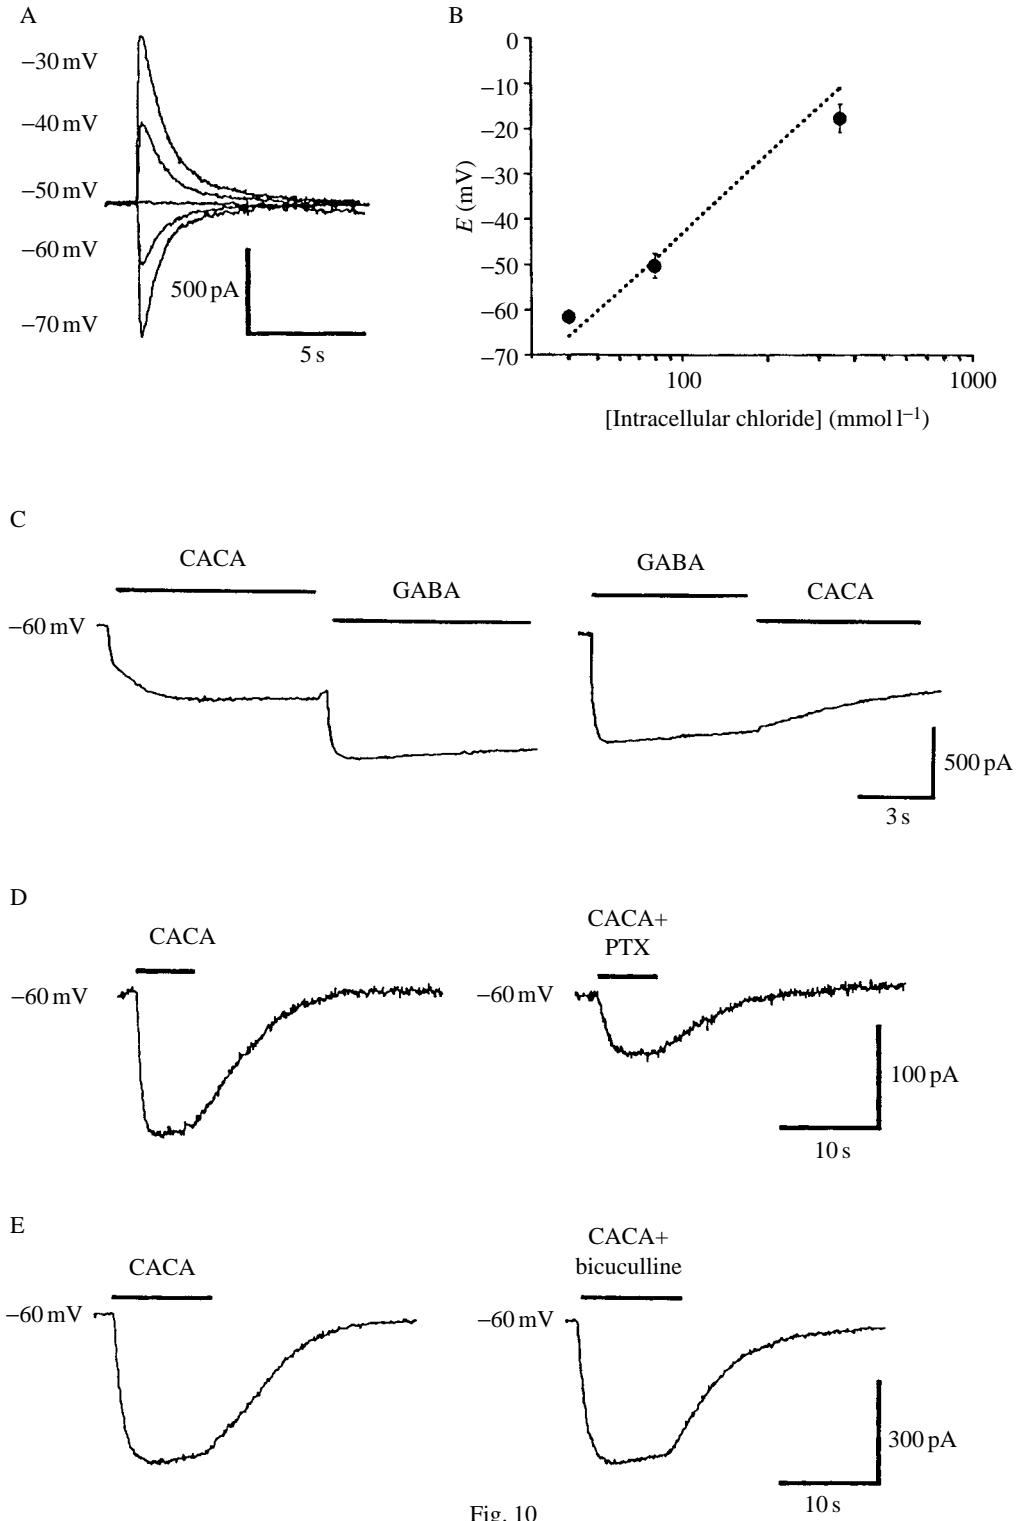 A
−30 mV
−40 mV
−50 mV
−60 mV
−70 mV
500 pA
5 s
B
0
−10
−20
−30
−40
−50
−60
−70
E (mV)
100
1000
[Intracellular chloride] (mmol l−1)
C
CACA
GABA
−60 mV
GABA
CACA
500 pA
3 s
D
CACA
−60 mV
CACA+
PTX
−60 mV
100 pA
10 s
E
CACA
−60 mV
CACA+
bicuculline
−60 mV
300 pA
10 s
Fig. 10